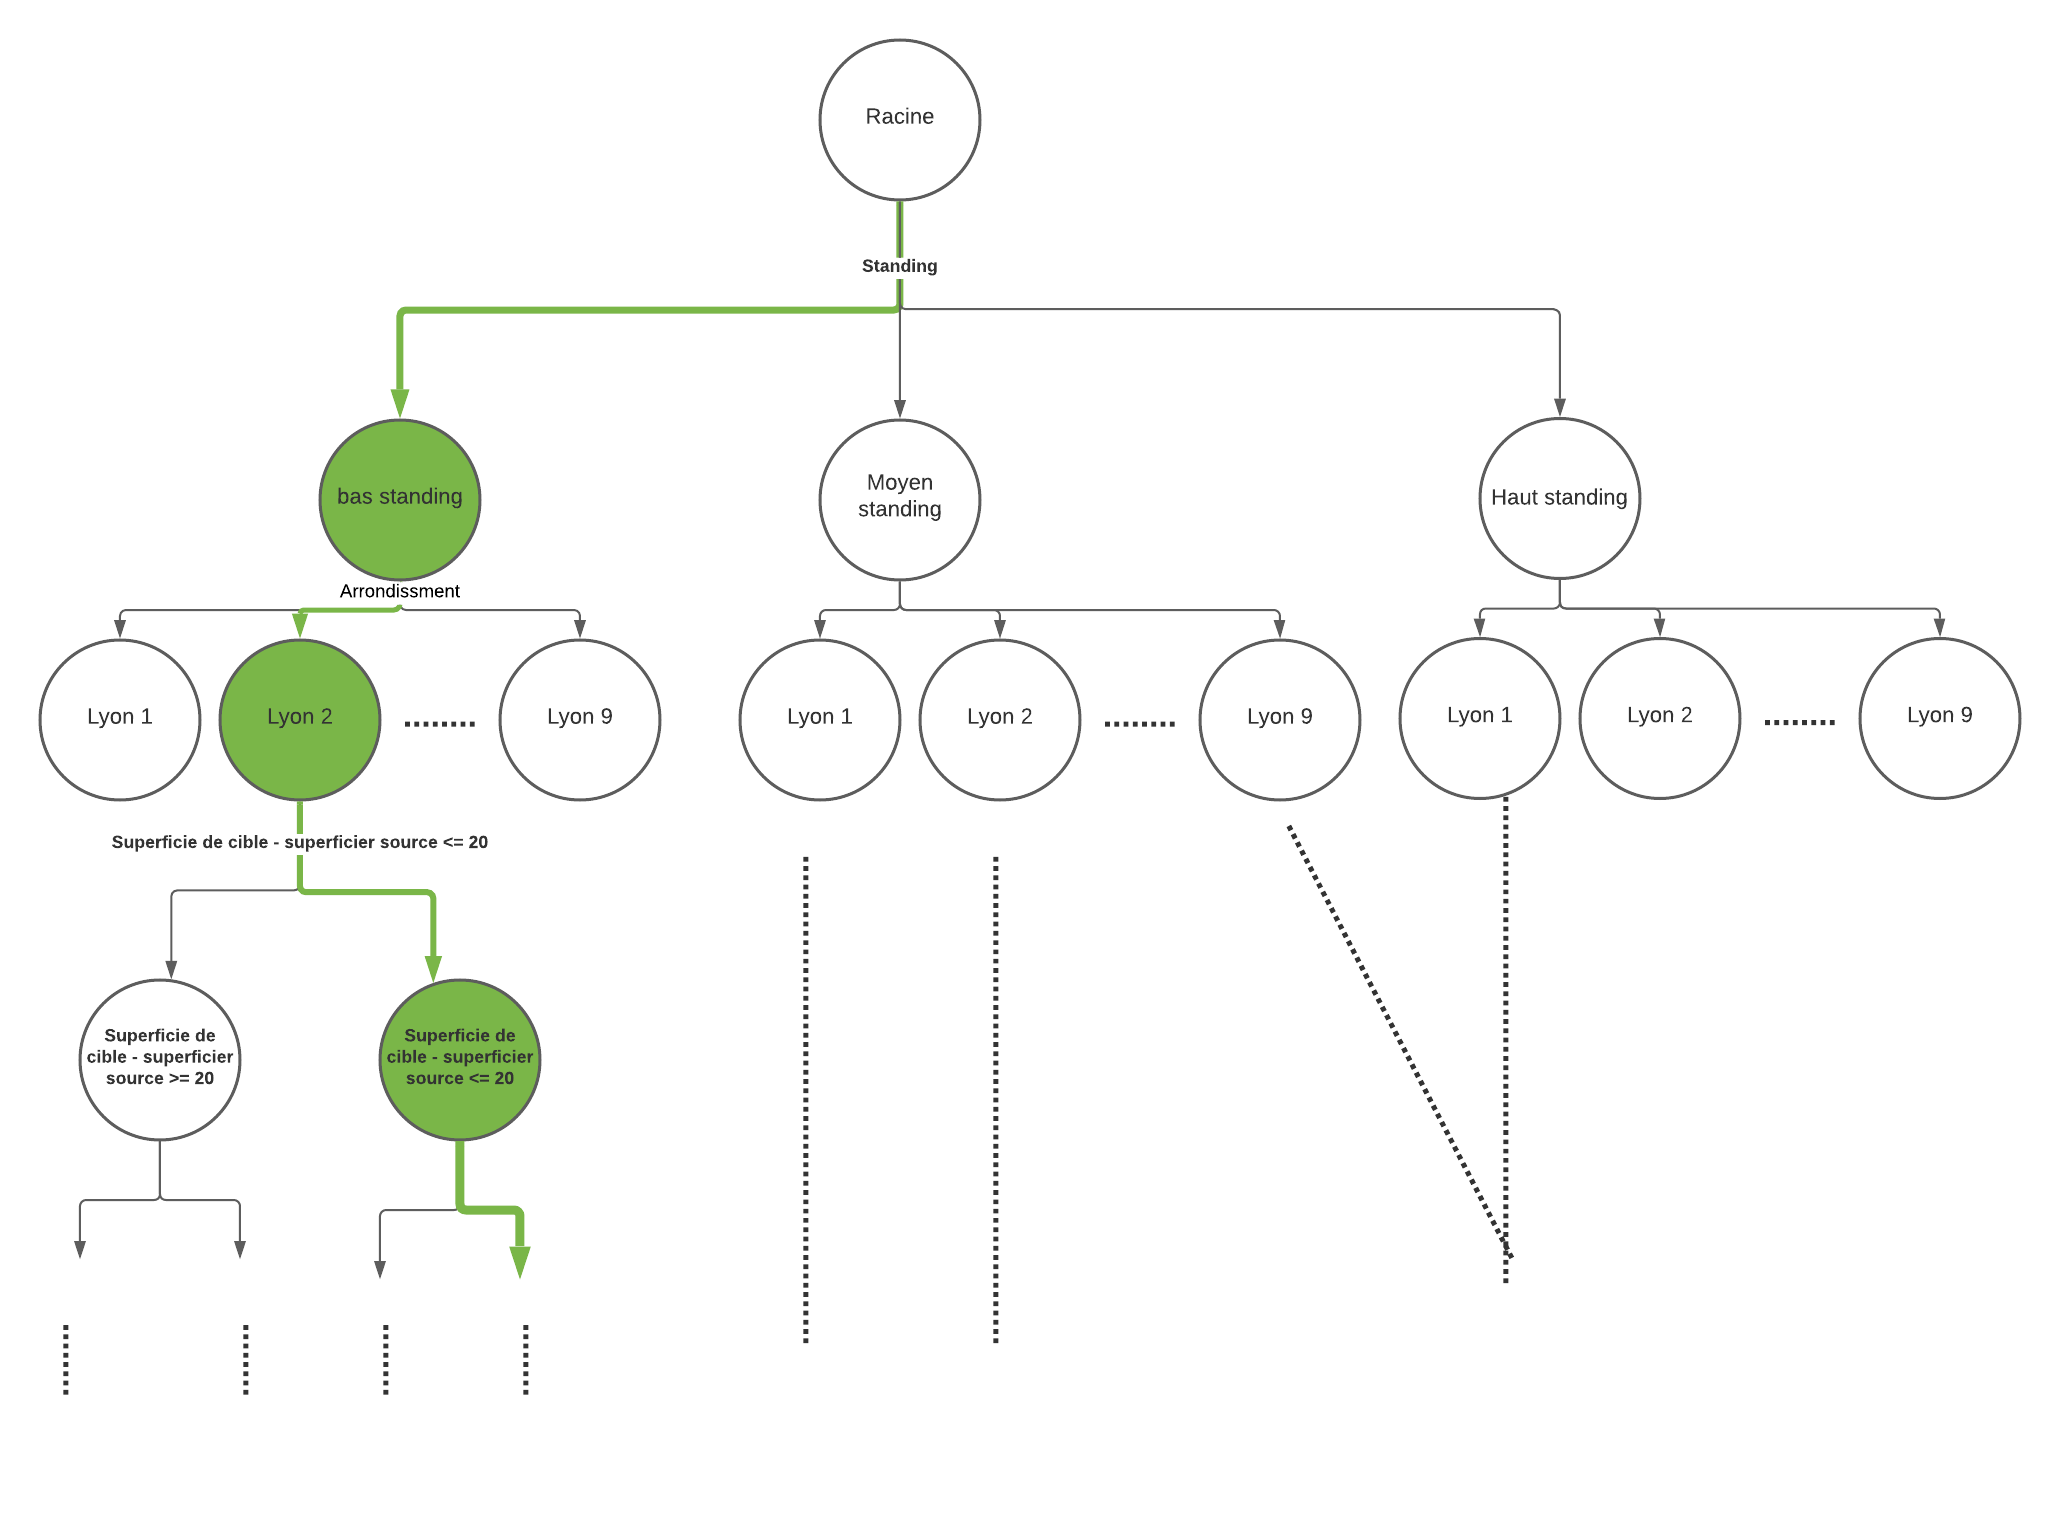 Racine
Standing
bas standing
Moyen
standing
Haut standing
Arrondissment
Lyon 1
Lyon 2
Lyon 9
Lyon 1
Lyon 2
Lyon 9
Lyon 1
Lyon 2
Lyon 9
Superficie de cible - superficier source <= 20
Superficie de
cible - superficier
source >= 20
Superficie de
cible - superficier
source <= 20